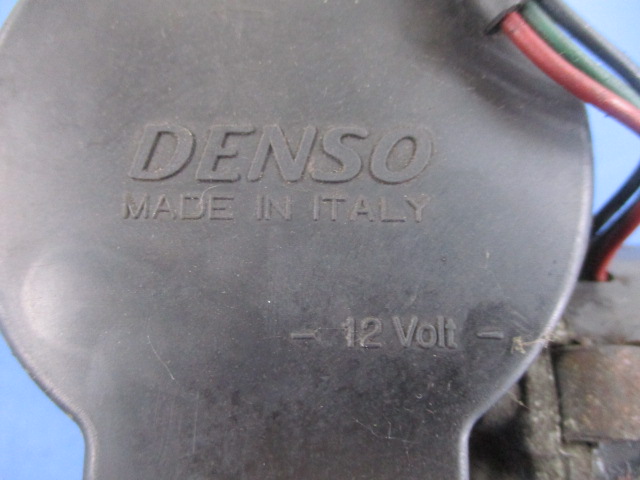 DENSO
MADE IN ITALY
- 12 Volt -